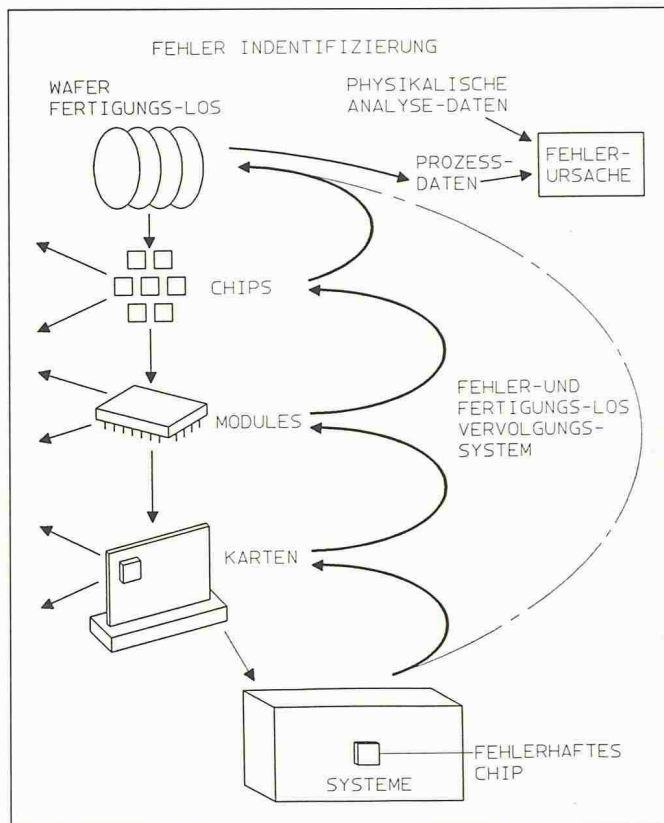 FEHLER INDENTIFIZIERUNG
WAFER
FERTIGUNGS-LOS
PHYSIKALISCHE
ANALYSE-DATEN
PROZESS-
DATEN
FEHLER-
URSACHE
CHIPS
MODULES
FEHLER-UND
FERTIGUNGS-LOS
VERVOLGUNGS-
SYSTEM
KARTEN
FEHLERHAFTES
CHIP
SYSTEME